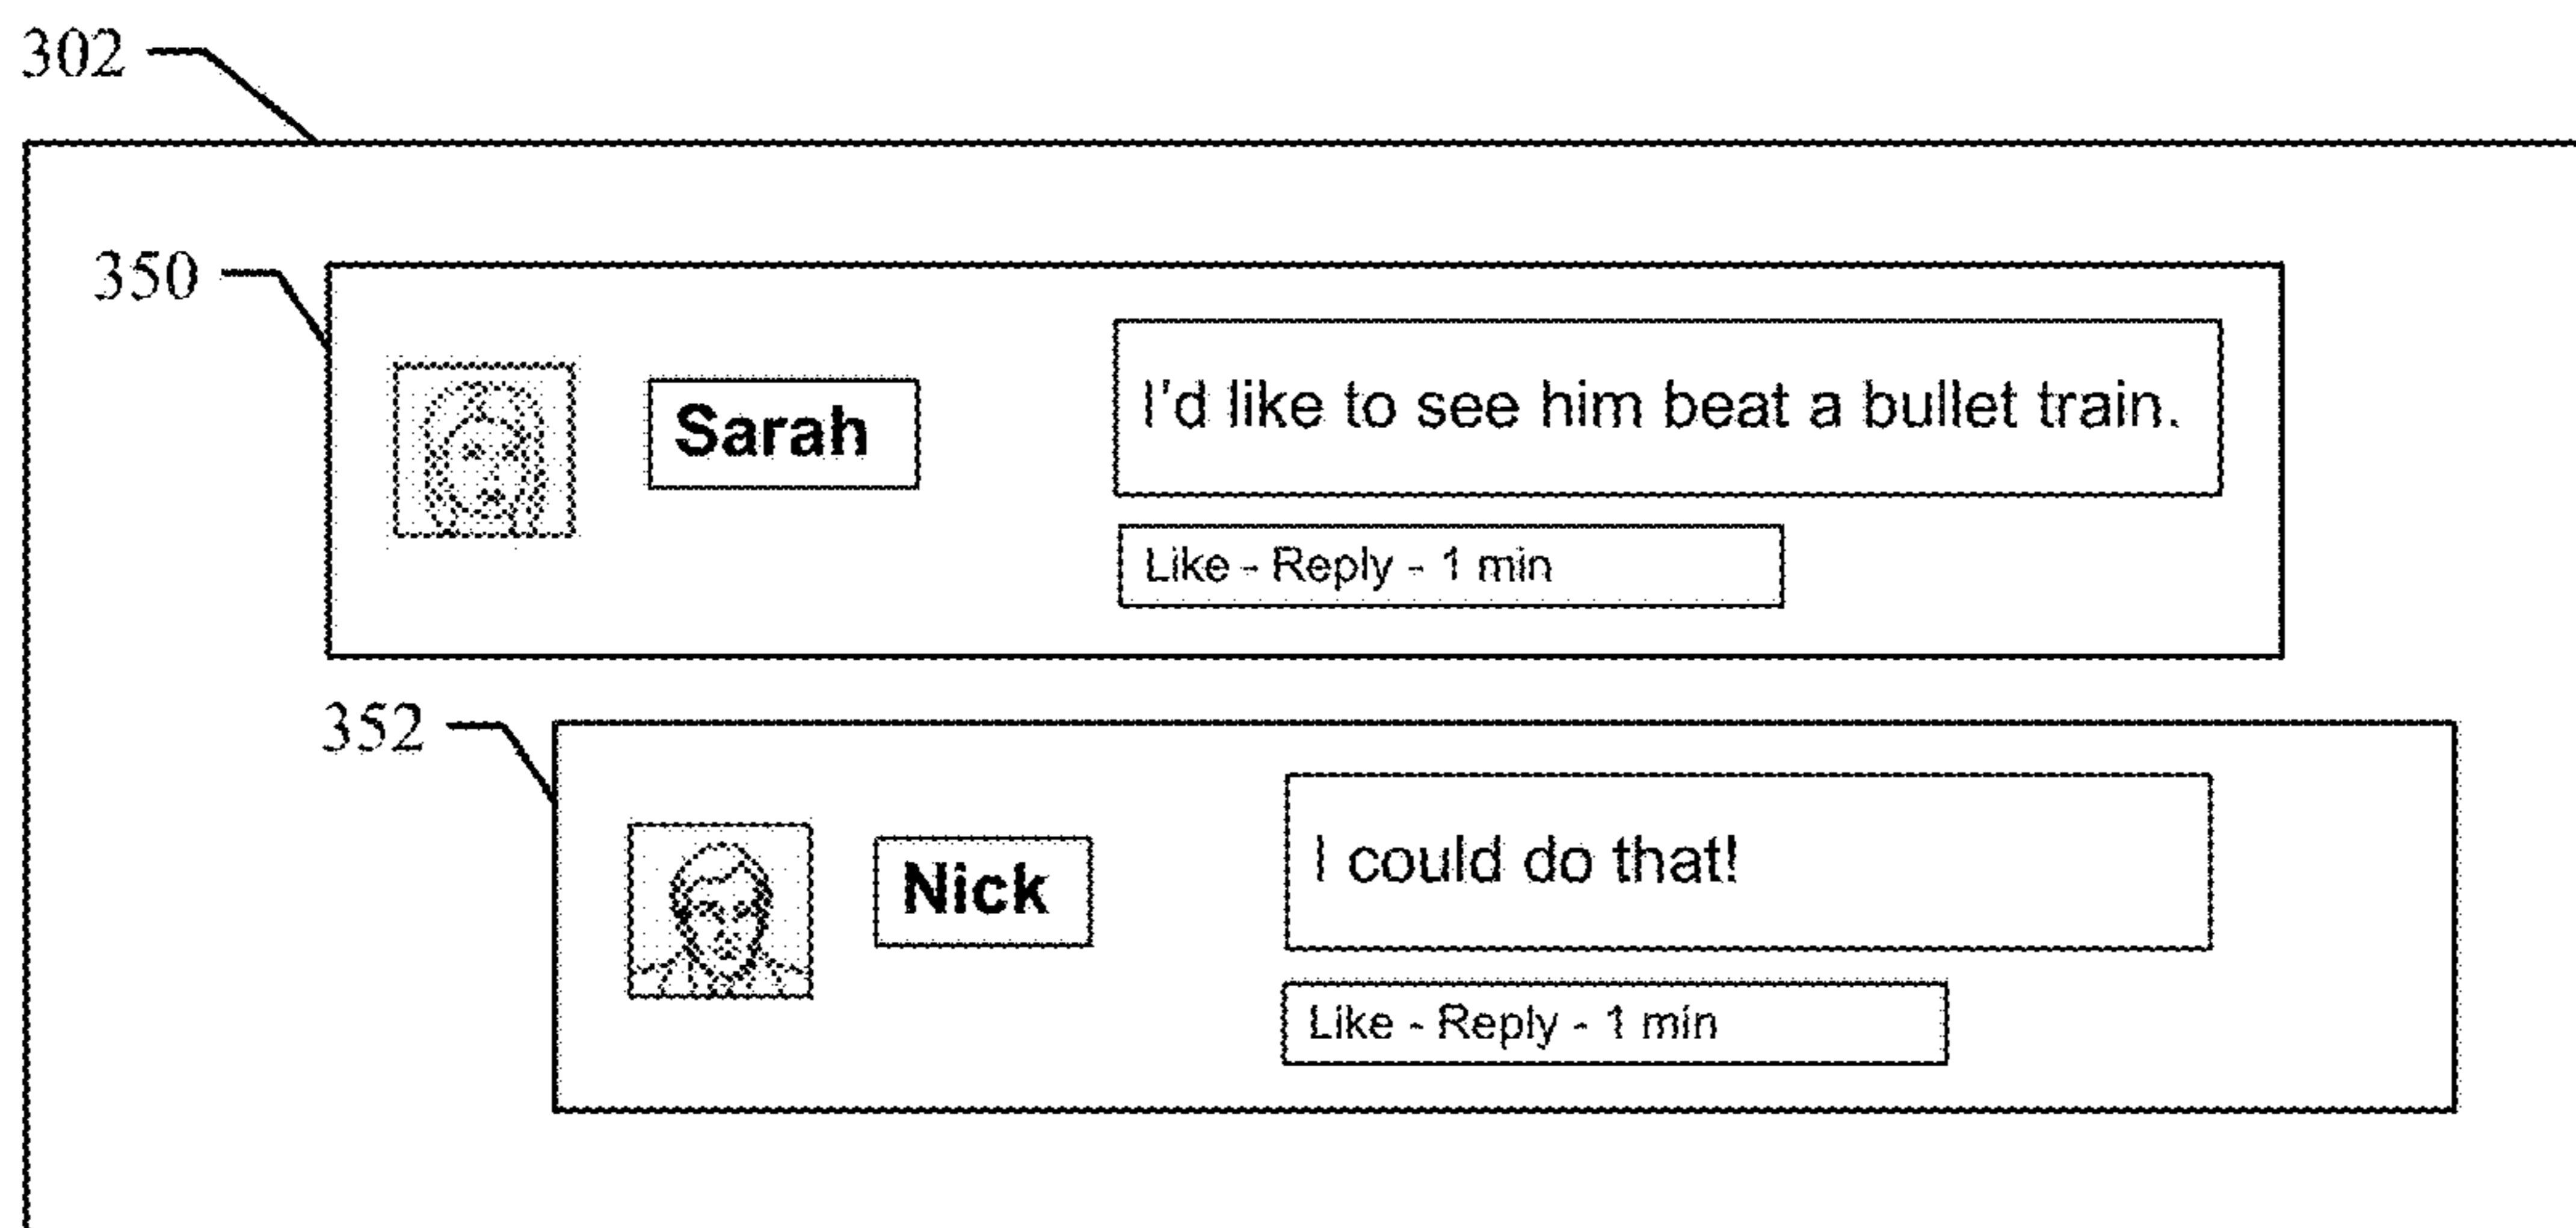 302
350
Sarah
I'd like to see him beat a bullet train.
Like - Reply - 1 min
352
Nick
I could do that!
Like - Reply - 1 min